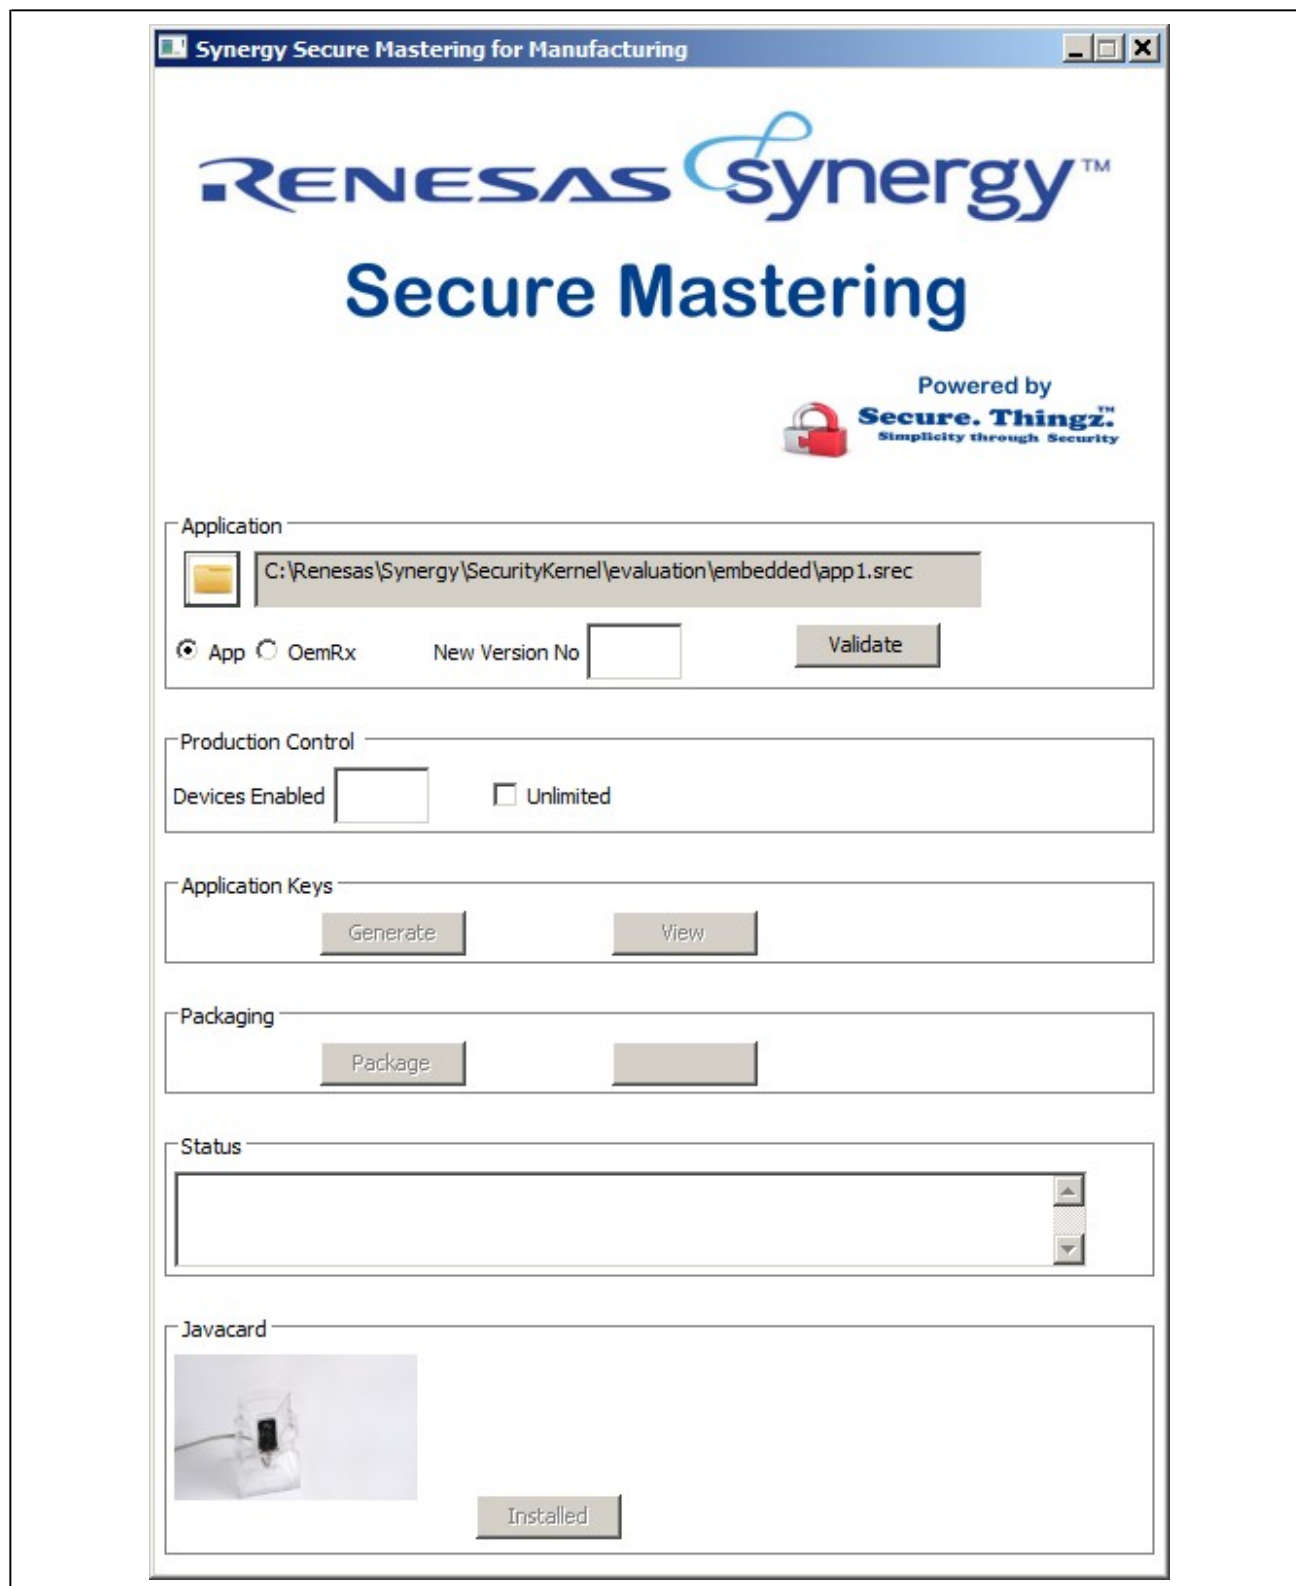 Synergy Secure Mastering for Manufacturing
RENESAS synergy™
Secure Mastering
Powered by
Secure. Thingz.™
Simplicity through Security
Application
C:\Renesas\Synergy\SecurityKernel\evaluation\embedded\app1.srec
App OemRx New Version No Validate
Production Control
Devices Enabled Unlimited
Application Keys
Generate View
Packaging
Package
Status
Javacard
Installed